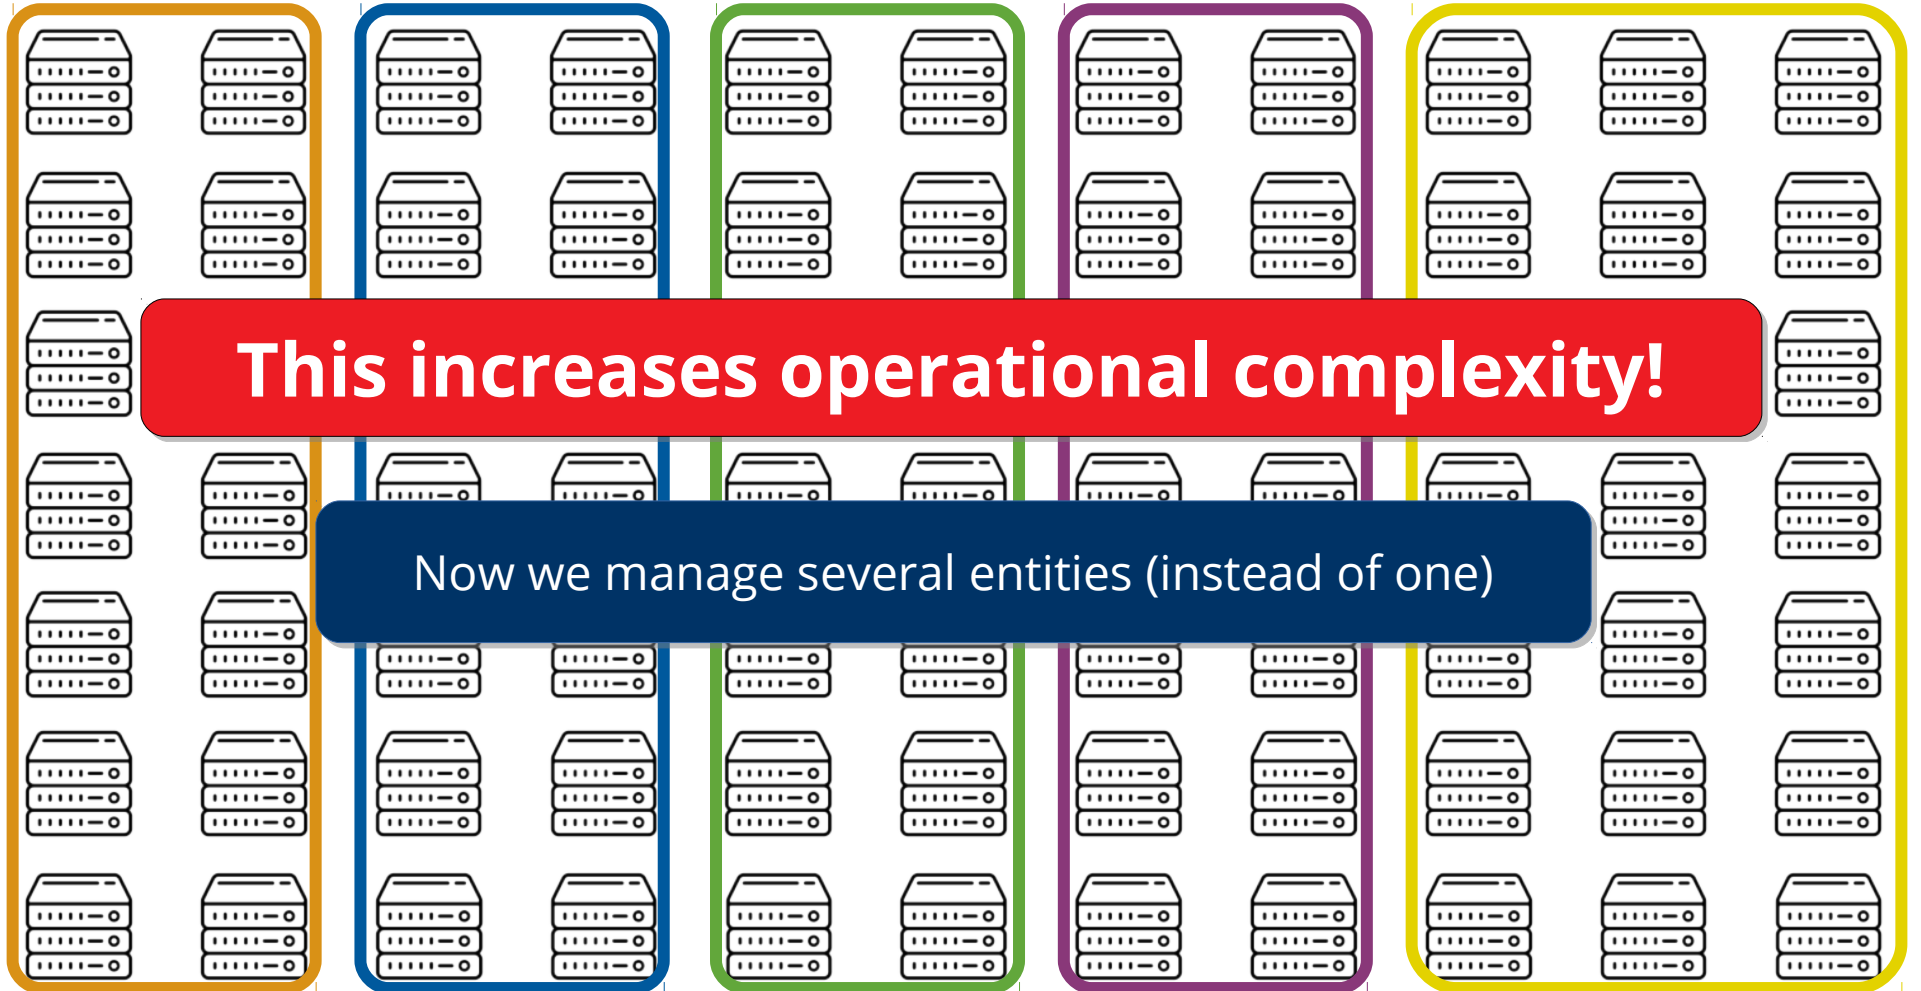 This increases operational complexity!
Now we manage several entities (instead of one)